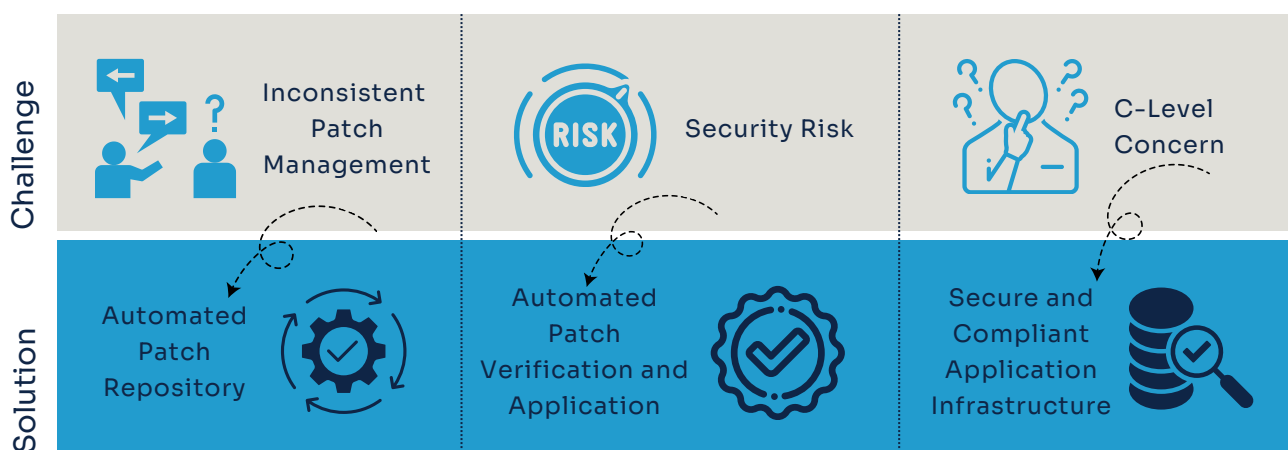 Challenge
Inconsistent
Patch
Management
RISK
Security Risk
C-Level
Concern
Solution
Automated
Patch
Repository
Automated
Patch
Verification and
Application
Secure and
Compliant
Application
Infrastructure